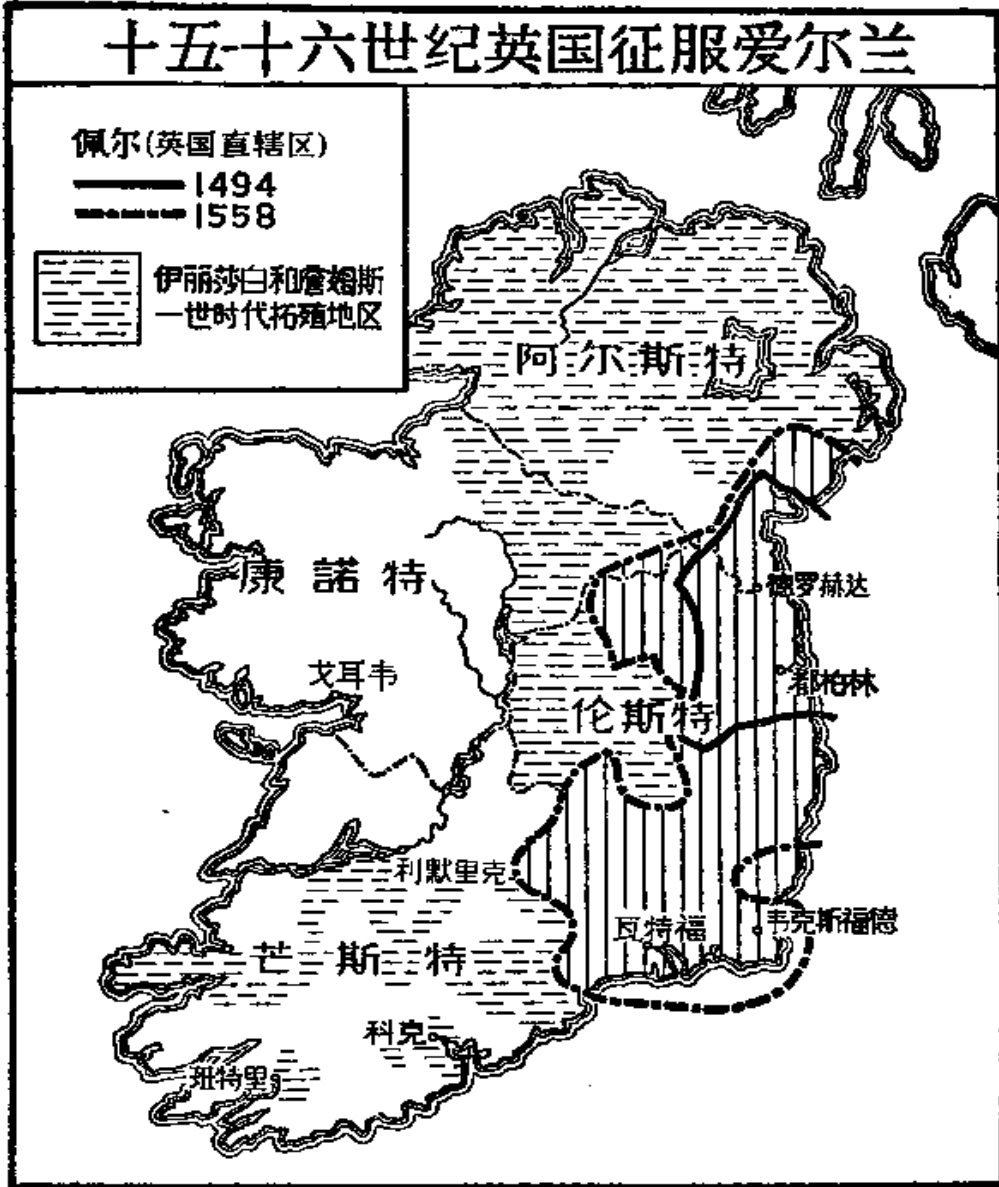 十五-十六世纪英国征服爱尔兰
佩尔(英国直辖区)
1494
1558
伊丽莎白和詹姆斯
一世时代拓殖地区
阿尔斯特
康諾特
德罗赫达
戈耳韦
都柏林
伦斯特
利默里克
瓦特福
韦克斯福德
芒斯特
科克
班特里